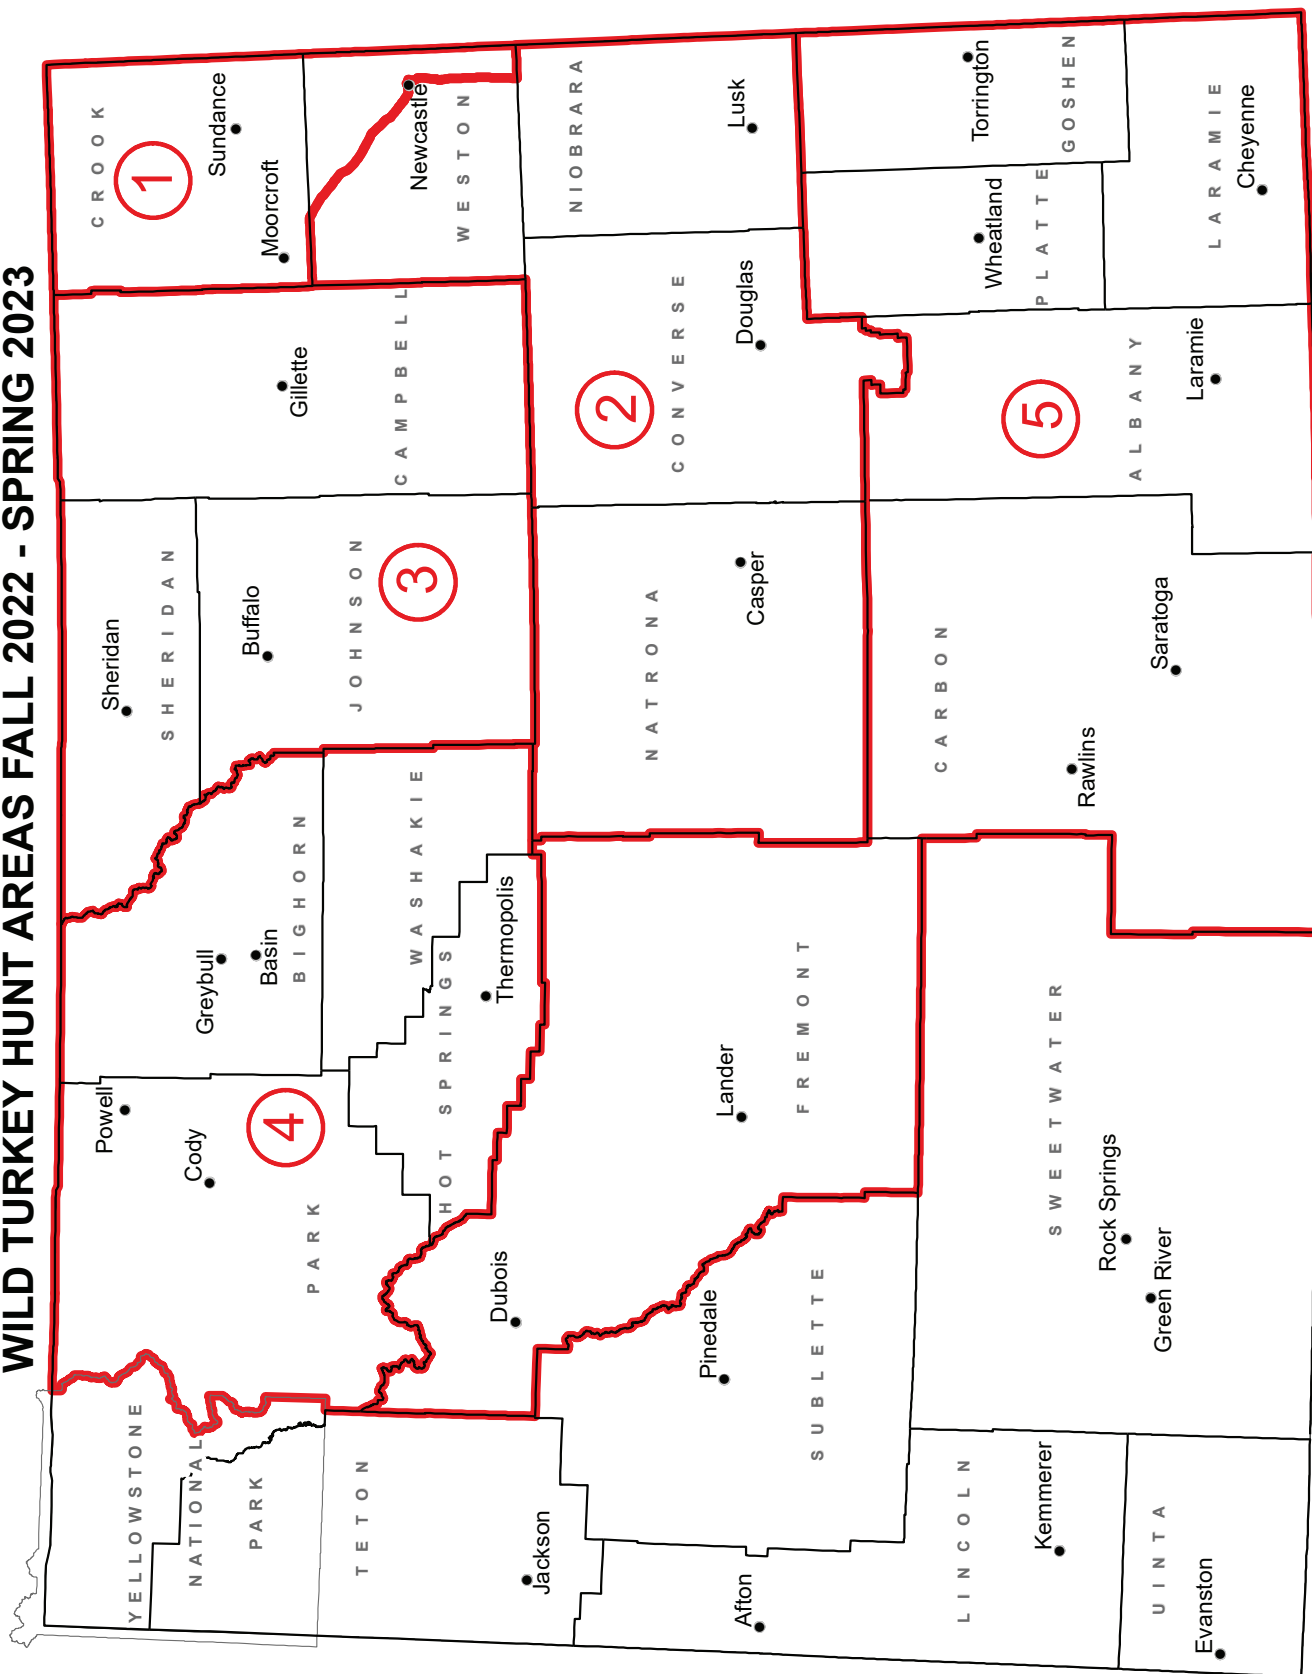 WILD TURKEY HUNT AREAS FALL 2022 - SPRING 2023
YELLOWSTONE
NATIONAL
PARK
TETON
Jackson
Afton
LINCOLN
Kemmerer
UINTA
Evanston
Powell
Cody
4
PARK
HOT SPRINGS
Thermopolis
Greybull
Basin
BIGHORN
WASHAKIE
Dubois
Pinedale
SUBLETTE
Lander
FREMONT
SWEETWATER
Rock Springs
Green River
Sheridan
SHERIDAN
Buffalo
JOHNSON
3
Gillette
CAMPBELL
CROOK
1
Sundance
Moorcroft
Newcastle
WESTON
NIOBRARA
Lusk
2
CONVERSE
Douglas
NATRONA
Casper
CARBON
Rawlins
Saratoga
5
ALBANY
Laramie
Wheatland
PLATTE
Torrington
GOSHEN
LARAMIE
Cheyenne